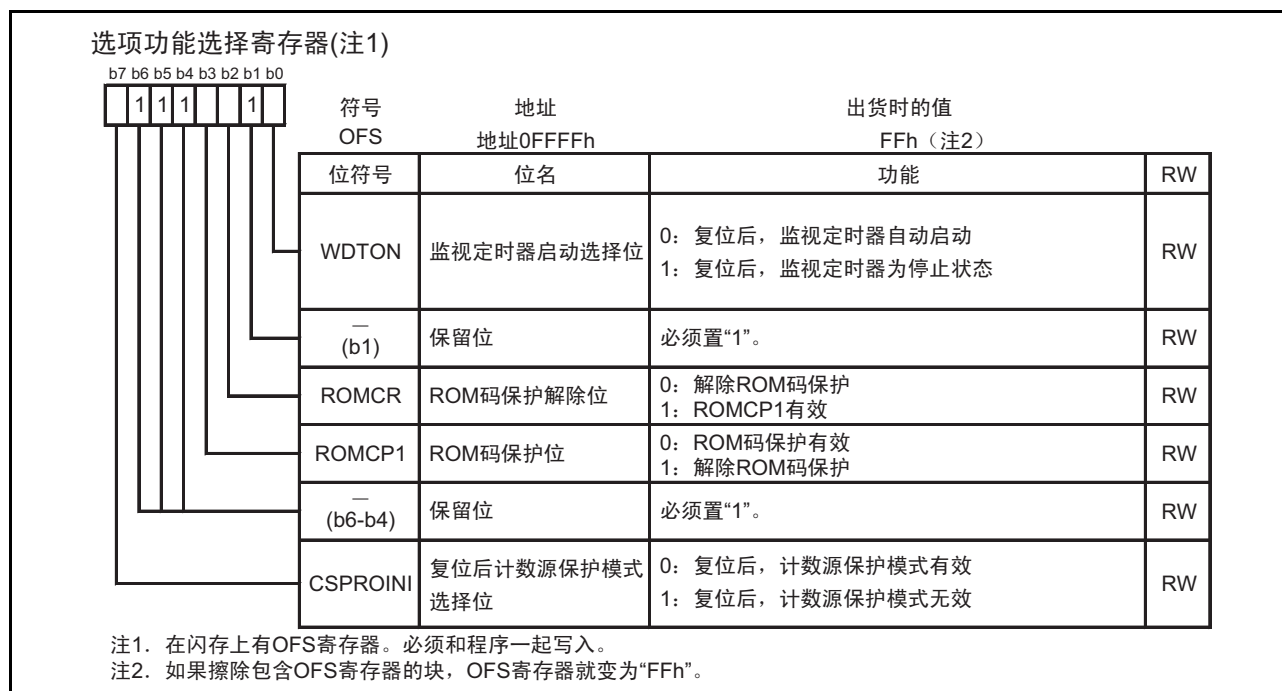 选项功能选择寄存器(注1)
b7 b6 b5 b4 b3 b2 b1 b0
1 1 1 1
符号 地址 出货时的值
OFS 地址0FFFFh FFh（注2）
位符号 位名 功能 RW
WDTON 监视定时器启动选择位 0：复位后，监视定时器自动启动 RW
1：复位后，监视定时器为停止状态
—
(b1) 保留位 必须置“1”。 RW
ROMCR ROM码保护解除位 0：解除ROM码保护 RW
1：ROMCP1有效
ROMCP1 ROM码保护位 0：ROM码保护有效 RW
1：解除ROM码保护
—
(b6-b4) 保留位 必须置“1”。 RW
CSPROINI 复位后计数源保护模式 0：复位后，计数源保护模式有效 RW
选择位 1：复位后，计数源保护模式无效
注1．在闪存上有OFS寄存器。必须和程序一起写入。
注2．如果擦除包含OFS寄存器的块，OFS寄存器就变为“FFh”。